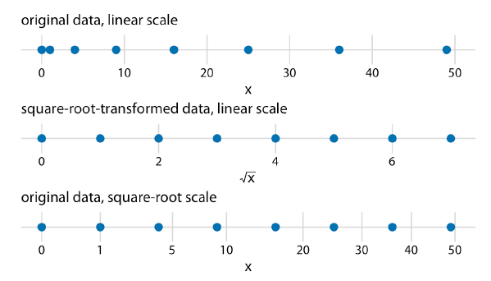 original data, linear scale
0 10 20 30 40 50
x
square-root-transformed data, linear scale
0 2 4 6
√x
original data, square-root scale
0 1 5 10 20 30 40 50
x